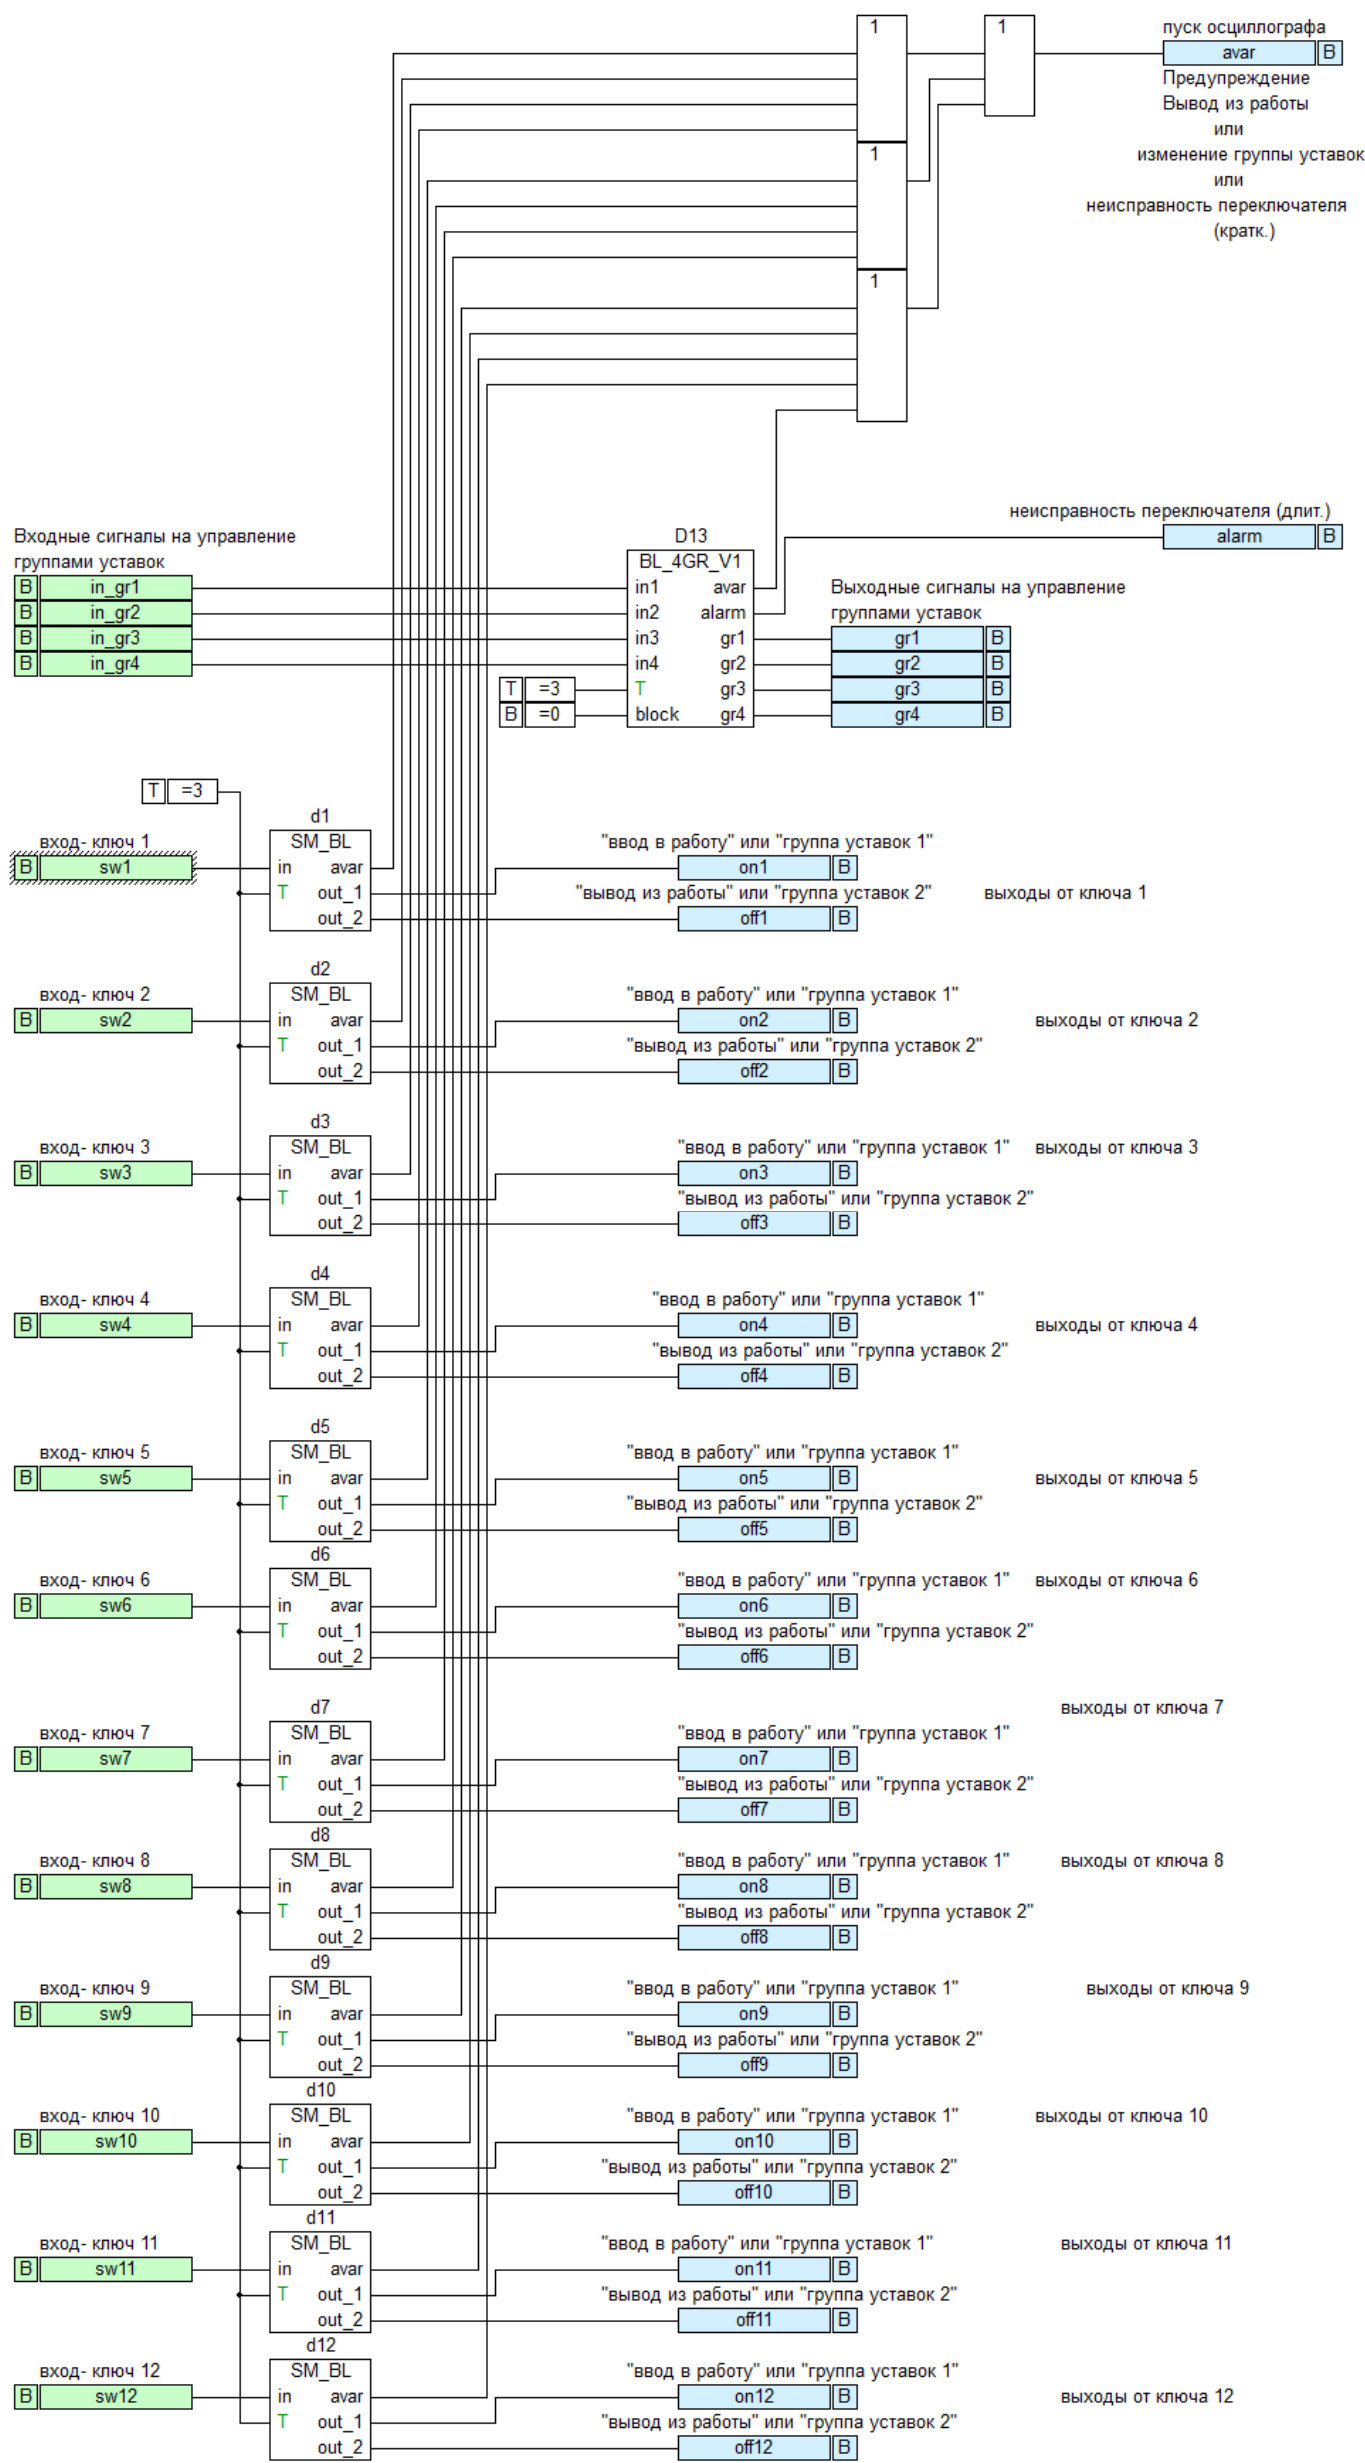 1
1
пуск осциллографа
avar B
Предупреждение
Вывод из работы
или
1
изменение группы уставок
или
неисправность переключателя
(кратк.)
1
неисправность переключателя (длит.)
alarm B
Входные сигналы на управление
группами уставок
B in_gr1
B in_gr2
B in_gr3
B in_gr4
D13
BL_4GR_V1
in1 avar
in2 alarm
in3 gr1
in4 gr2
T =3 T gr3
B =0 block gr4
Выходные сигналы на управление
группами уставок
gr1 B
gr2 B
gr3 B
gr4 B
T =3
вход- ключ 1
B sw1
d1
SM_BL
in avar
T out_1
out_2
"ввод в работу" или "группа уставок 1"
on1 B
"вывод из работы" или "группа уставок 2" выходы от ключа 1
off1 B
вход- ключ 2
B sw2
d2
SM_BL
in avar
T out_1
out_2
"ввод в работу" или "группа уставок 1"
on2 B выходы от ключа 2
"вывод из работы" или "группа уставок 2"
off2 B
вход- ключ 3
B sw3
d3
SM_BL
in avar
T out_1
out_2
"ввод в работу" или "группа уставок 1" выходы от ключа 3
on3 B
"вывод из работы" или "группа уставок 2"
off3 B
вход- ключ 4
B sw4
d4
SM_BL
in avar
T out_1
out_2
"ввод в работу" или "группа уставок 1"
on4 B выходы от ключа 4
"вывод из работы" или "группа уставок 2"
off4 B
вход- ключ 5
B sw5
d5
SM_BL
in avar
T out_1
out_2
"ввод в работу" или "группа уставок 1"
on5 B выходы от ключа 5
"вывод из работы" или "группа уставок 2"
off5 B
вход- ключ 6
B sw6
d6
SM_BL
in avar
T out_1
out_2
"ввод в работу" или "группа уставок 1" выходы от ключа 6
on6 B
"вывод из работы" или "группа уставок 2"
off6 B
вход- ключ 7
B sw7
d7
SM_BL
in avar
T out_1
out_2
выходы от ключа 7
"ввод в работу" или "группа уставок 1"
on7 B
"вывод из работы" или "группа уставок 2"
off7 B
вход- ключ 8
B sw8
d8
SM_BL
in avar
T out_1
out_2
"ввод в работу" или "группа уставок 1" выходы от ключа 8
on8 B
"вывод из работы" или "группа уставок 2"
off8 B
вход- ключ 9
B sw9
d9
SM_BL
in avar
T out_1
out_2
"ввод в работу" или "группа уставок 1" выходы от ключа 9
on9 B
"вывод из работы" или "группа уставок 2"
off9 B
вход- ключ 10
B sw10
d10
SM_BL
in avar
T out_1
out_2
"ввод в работу" или "группа уставок 1" выходы от ключа 10
on10 B
"вывод из работы" или "группа уставок 2"
off10 B
вход- ключ 11
B sw11
d11
SM_BL
in avar
T out_1
out_2
"ввод в работу" или "группа уставок 1" выходы от ключа 11
on11 B
"вывод из работы" или "группа уставок 2"
off11 B
вход- ключ 12
B sw12
d12
SM_BL
in avar
T out_1
out_2
"ввод в работу" или "группа уставок 1"
on12 B выходы от ключа 12
"вывод из работы" или "группа уставок 2"
off12 B